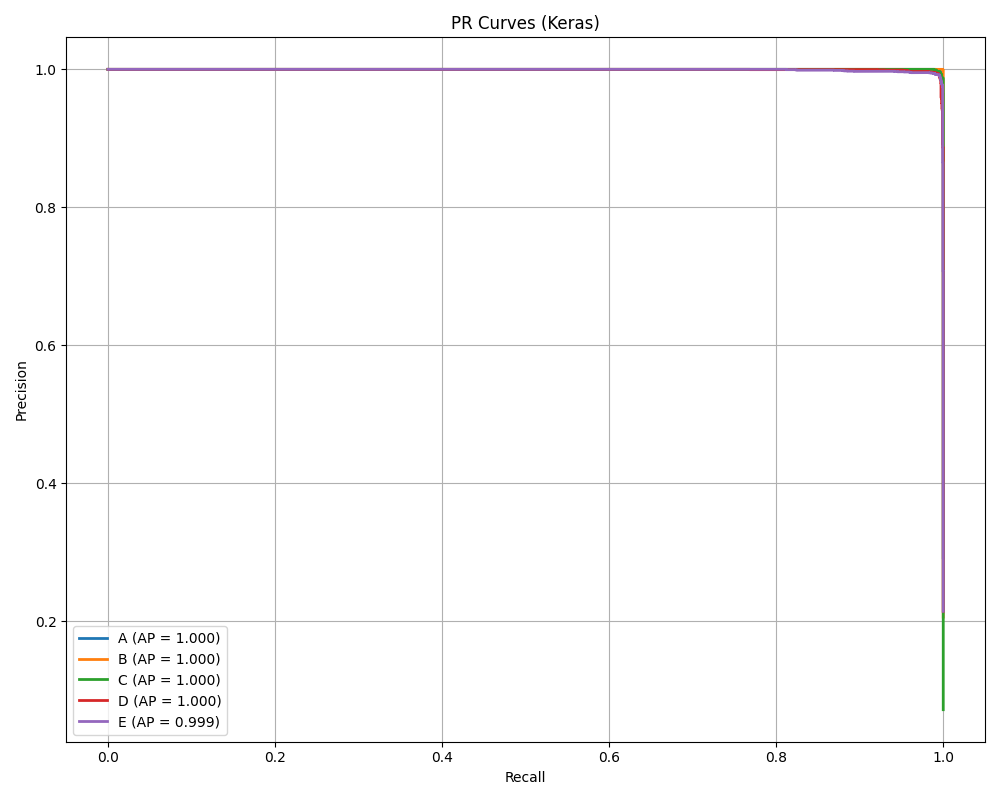 PR Curves (Keras)
1.0
0.8
0.6
0.4
0.2
Precision
A (AP = 1.000)
B (AP = 1.000)
C (AP = 1.000)
D (AP = 1.000)
E (AP = 0.999)
0.0 0.2 0.4 0.6 0.8 1.0
Recall